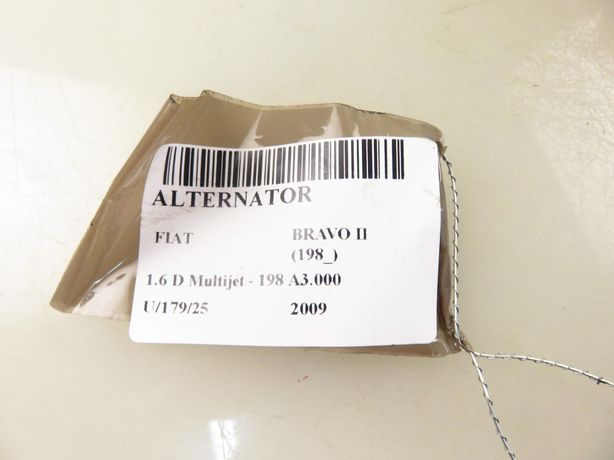 ALTERNATOR
FIAT BRAVO II
(198_)
1.6 D Multijet - 198 A3.000
U/179/25 2009